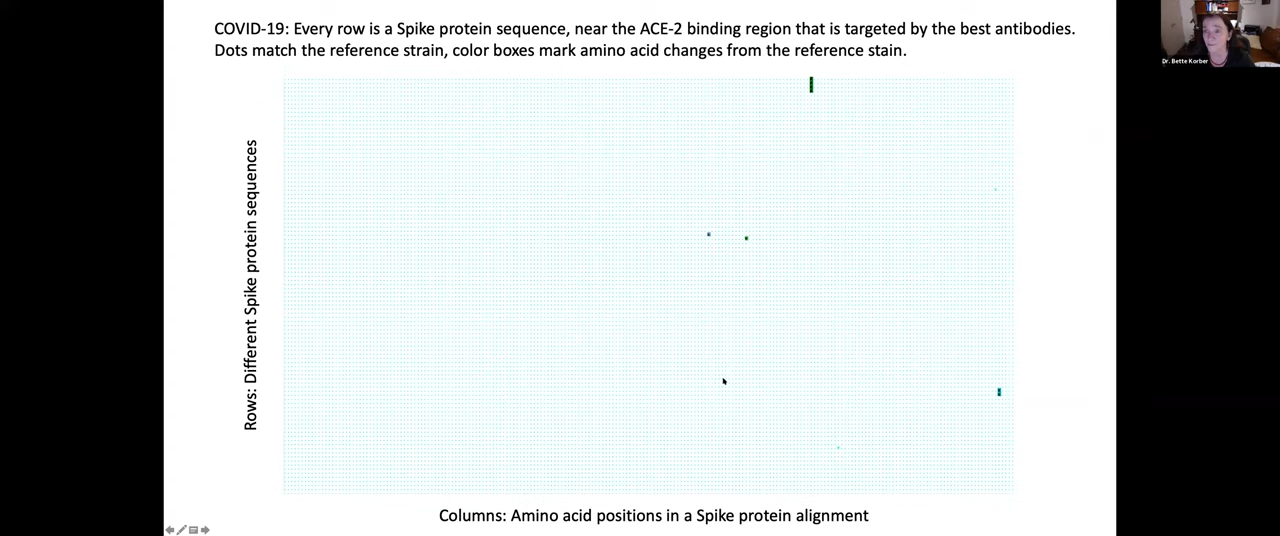 COVID-19: Every row is a Spike protein sequence, near the ACE-2 binding region that is targeted by the best antibodies.
Dots match the reference strain, color boxes mark amino acid changes from the reference stain.
Dr. Bette Korber
Rows: Different Spike protein sequences
Columns: Amino acid positions in a Spike protein alignment